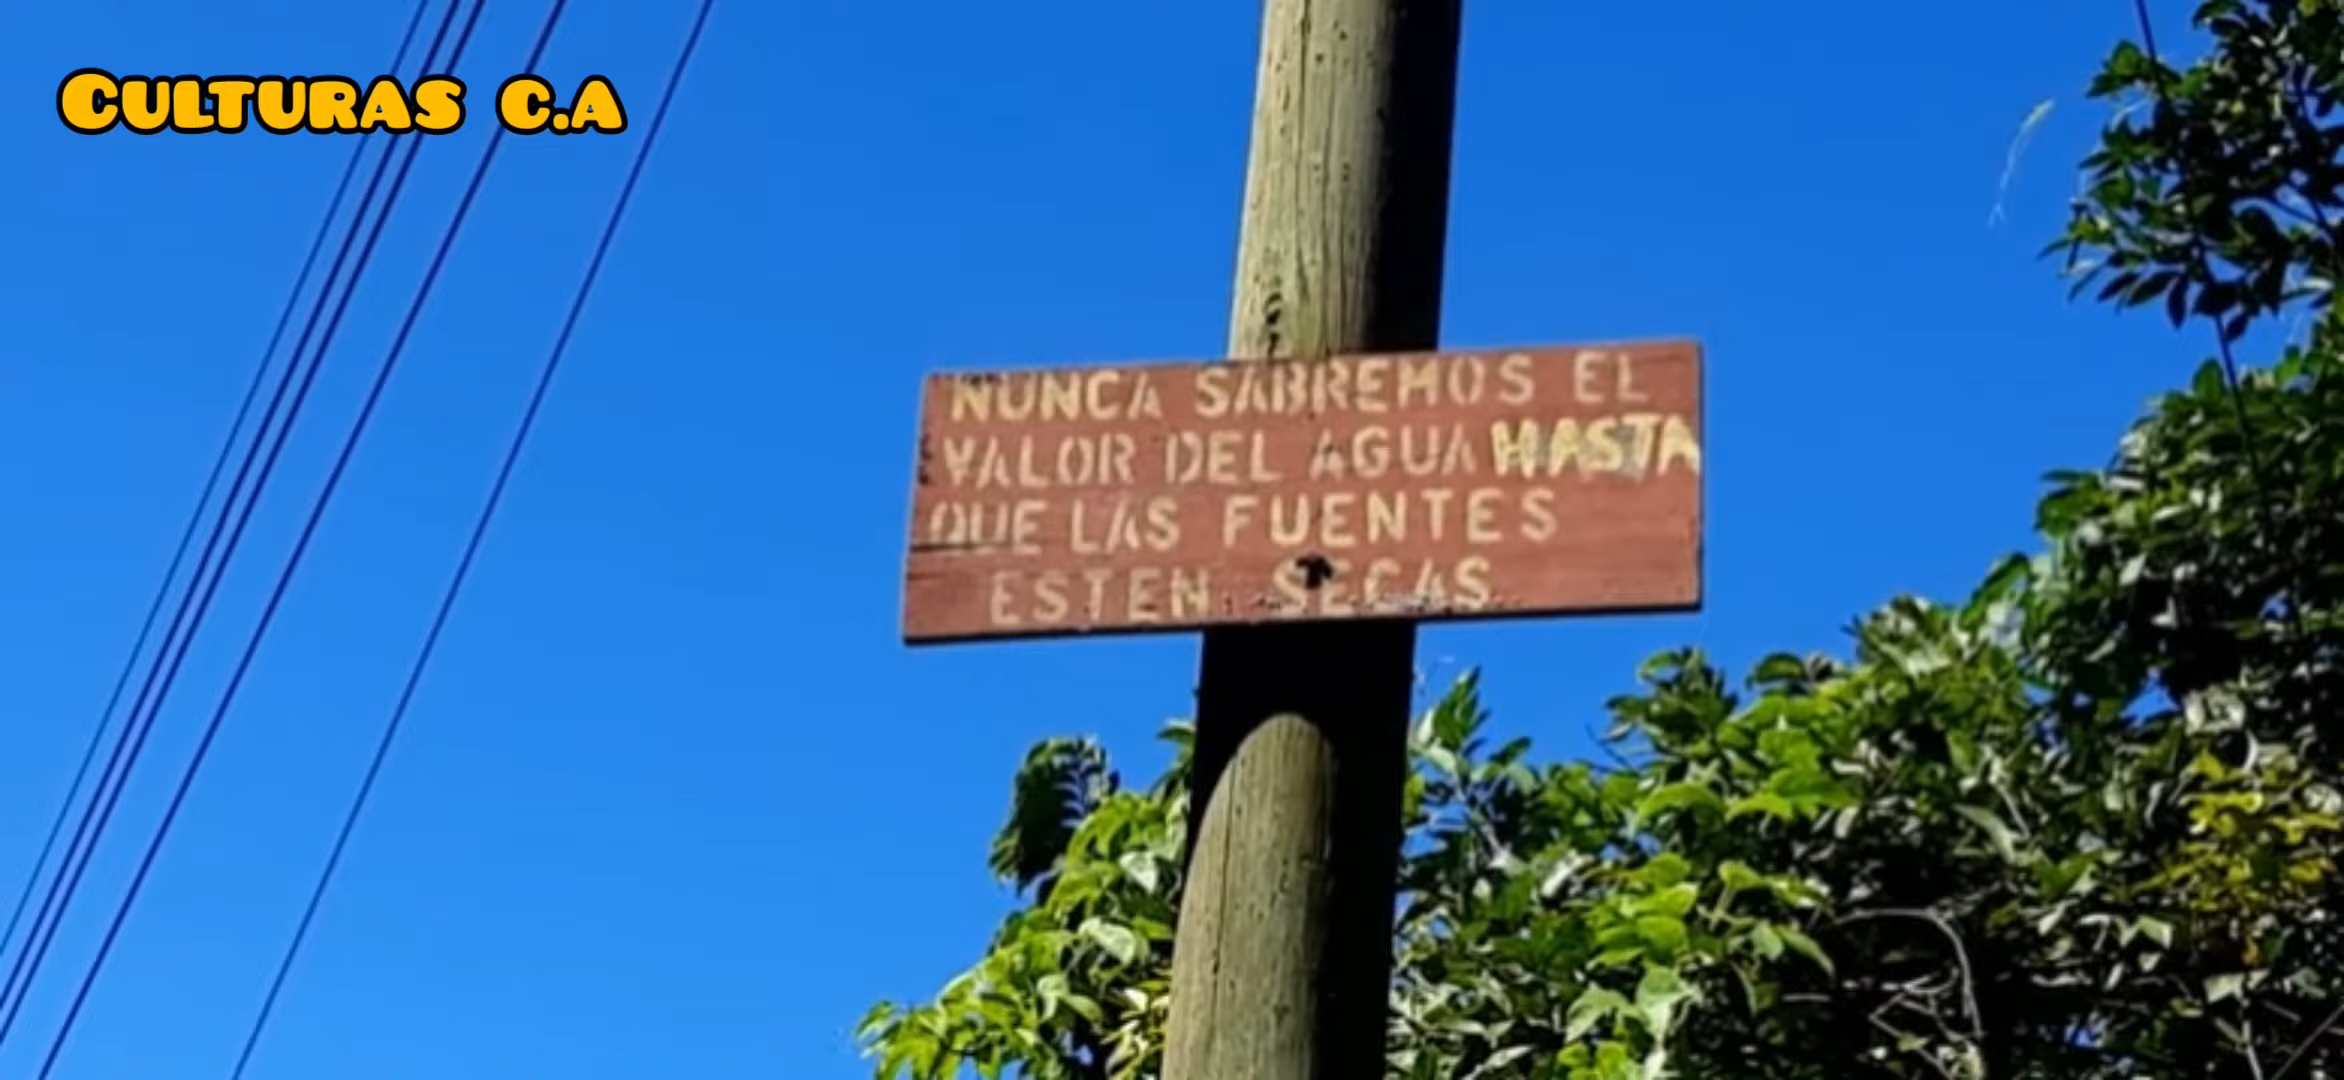 CULTURAS C.A
NUNCA SABREMOS EL
VALOR DEL AGUA HASTA
QUE LAS FUENTES
ESTEN SECAS